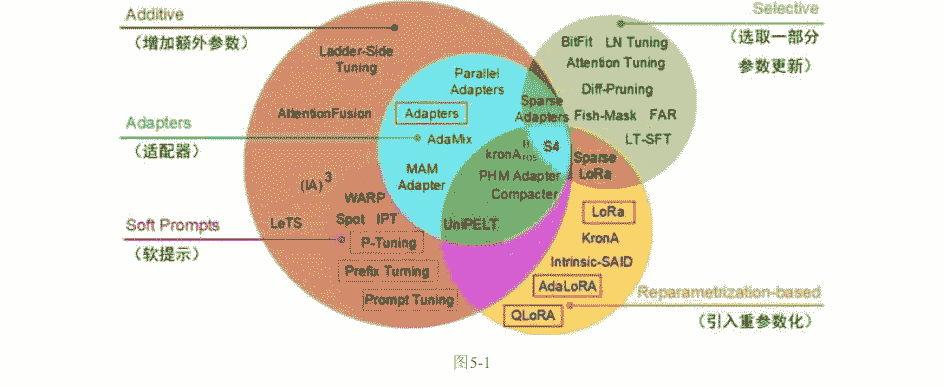 Additive
（增加额外参数）
Selective
（选取一部分
参数更新）
Ladder-Side
Tuning
BitFit LN Tuning
Attention Tuning
Parallel
Adapters
Diff-Pruning
AttentionFusion
Adapters
Sparse
Adapters
Fish-Mask FAR
Adapters
（适配器）
AdaMix
LT-SFT
S4
kronA
Sparse
LoRa
MAM
Adapter
PHM Adapter
Compacter
(IA)3
WARP
LoRa
Soft Prompts
（软提示）
LeTS
Spot IPT
UniPELT
P-Tuning
KronA
Intrinsic-SAID
Prefix Turning
AdaLoRA
Prompt Tuning
QLoRA
Reparametrization-based
（引入重参数化）
图5-1